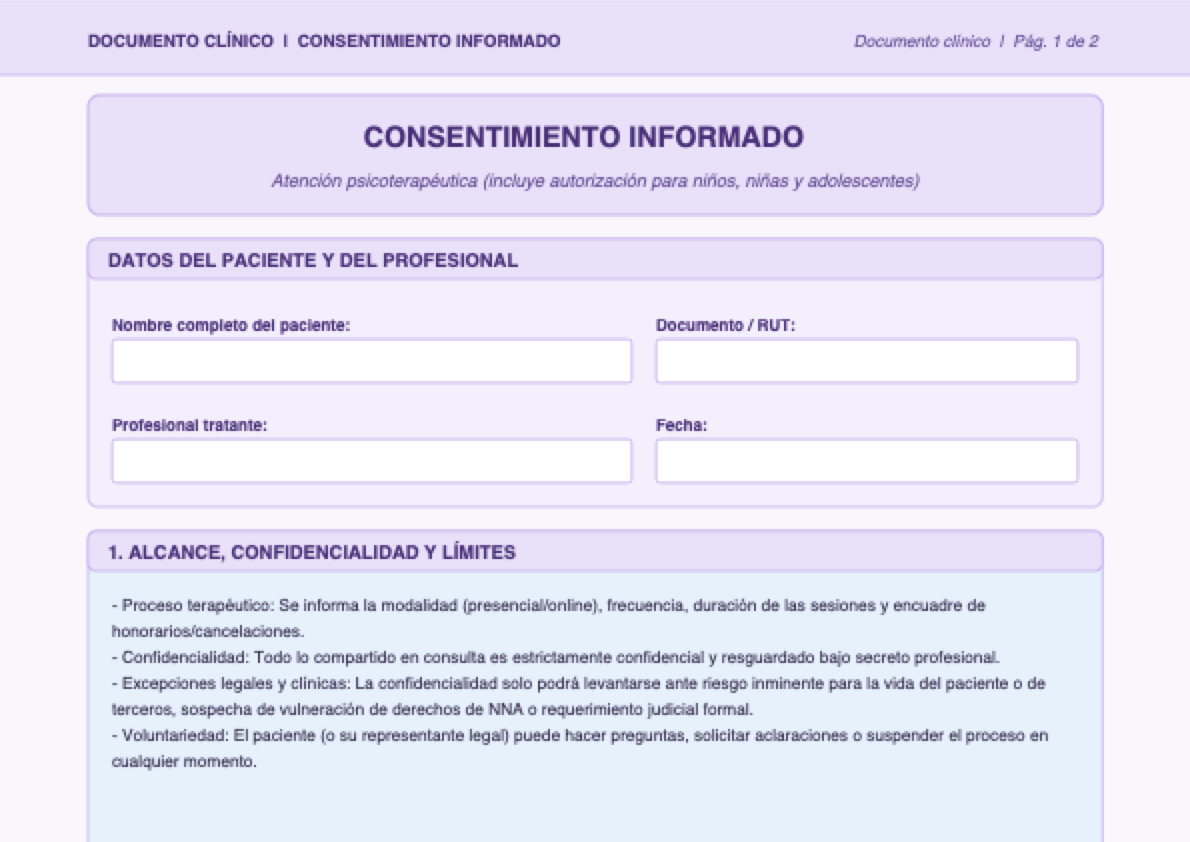 DOCUMENTO CLÍNICO | CONSENTIMIENTO INFORMADO
Documento clínico | Pág. 1 de 2
CONSENTIMIENTO INFORMADO
Atención psicoterapéutica (incluye autorización para niños, niñas y adolescentes)
DATOS DEL PACIENTE Y DEL PROFESIONAL
Nombre completo del paciente:
Documento / RUT:
Profesional tratante:
Fecha:
1. ALCANCE, CONFIDENCIALIDAD Y LÍMITES
- Proceso terapéutico: Se informa la modalidad (presencial/online), frecuencia, duración de las sesiones y encuadre de
honorarios/cancelaciones.
- Confidencialidad: Todo lo compartido en consulta es estrictamente confidencial y resguardado bajo secreto profesional.
- Excepciones legales y clínicas: La confidencialidad solo podrá levantarse ante riesgo inminente para la vida del paciente o de
terceros, sospecha de vulneración de derechos de NNA o requerimiento judicial formal.
- Voluntariedad: El paciente (o su representante legal) puede hacer preguntas, solicitar aclaraciones o suspender el proceso en
cualquier momento.